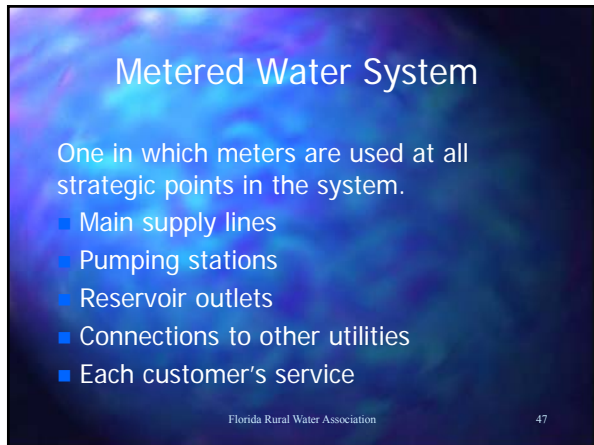 Metered Water System
One in which meters are used at all
strategic points in the system.
Main supply lines
Pumping stations
Reservoir outlets
Connections to other utilities
Each customer's service
Florida Rural Water Association 47